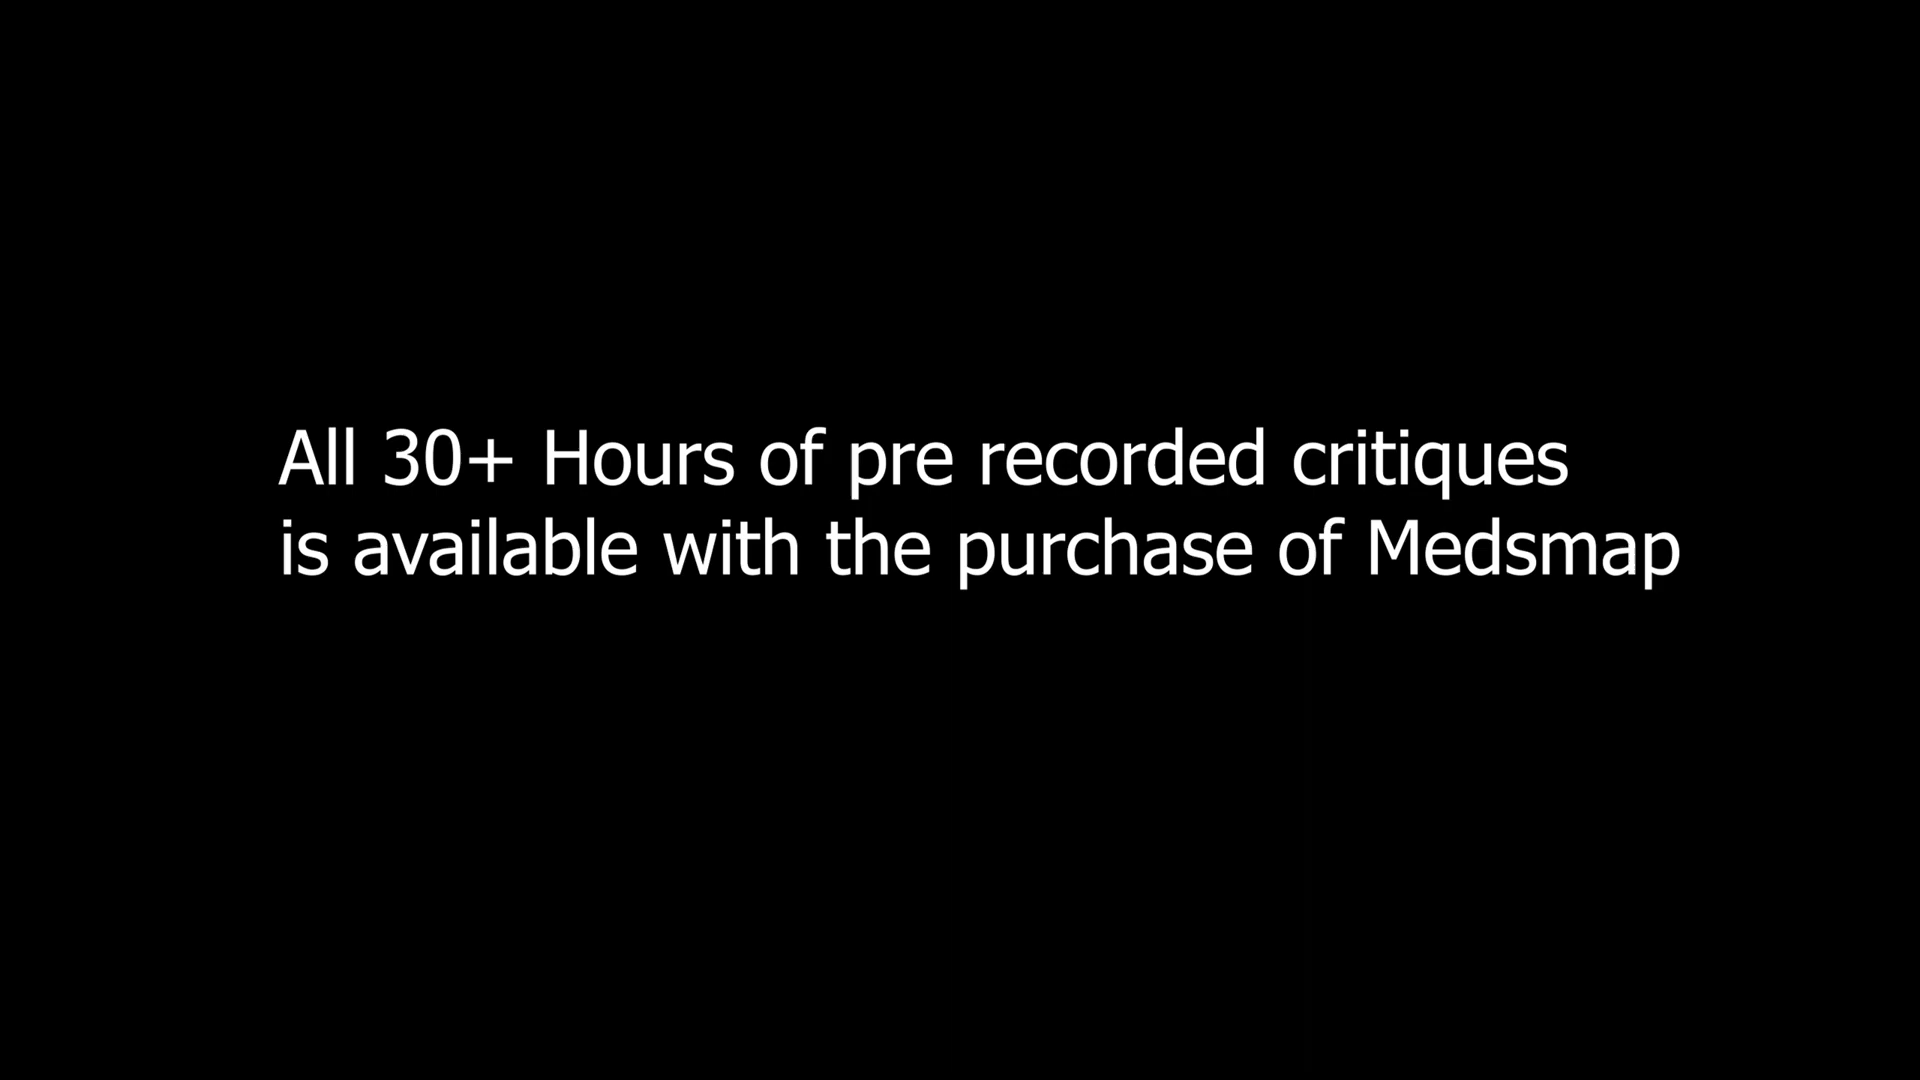 All 30+ Hours of pre recorded critiques
is available with the purchase of Medsmap